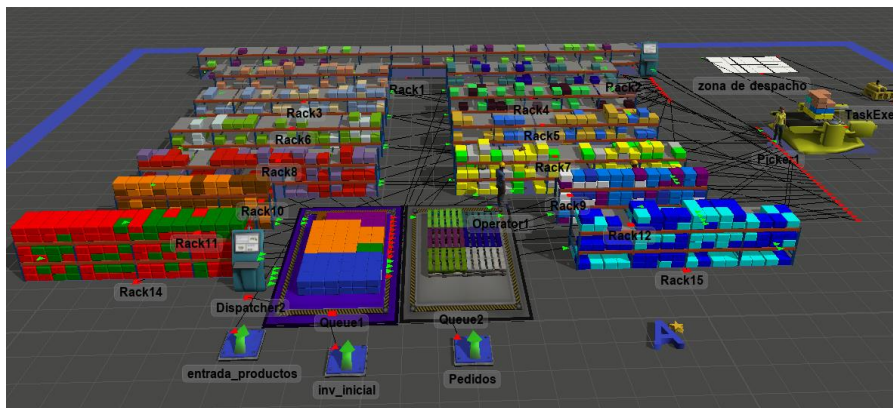 Rack1
Pack2
zona de despacho
Rack3
Rack4
TaskExe
Rack6
Rack5
Picker1
Rack8
Rack7
Rack10
Rack9
Operator1
Rack11
Rack12
Rack14
Rack15
Dispatcher2
Queue1
Queue2
entrada_productos
inv_inicial
Pedidos
A